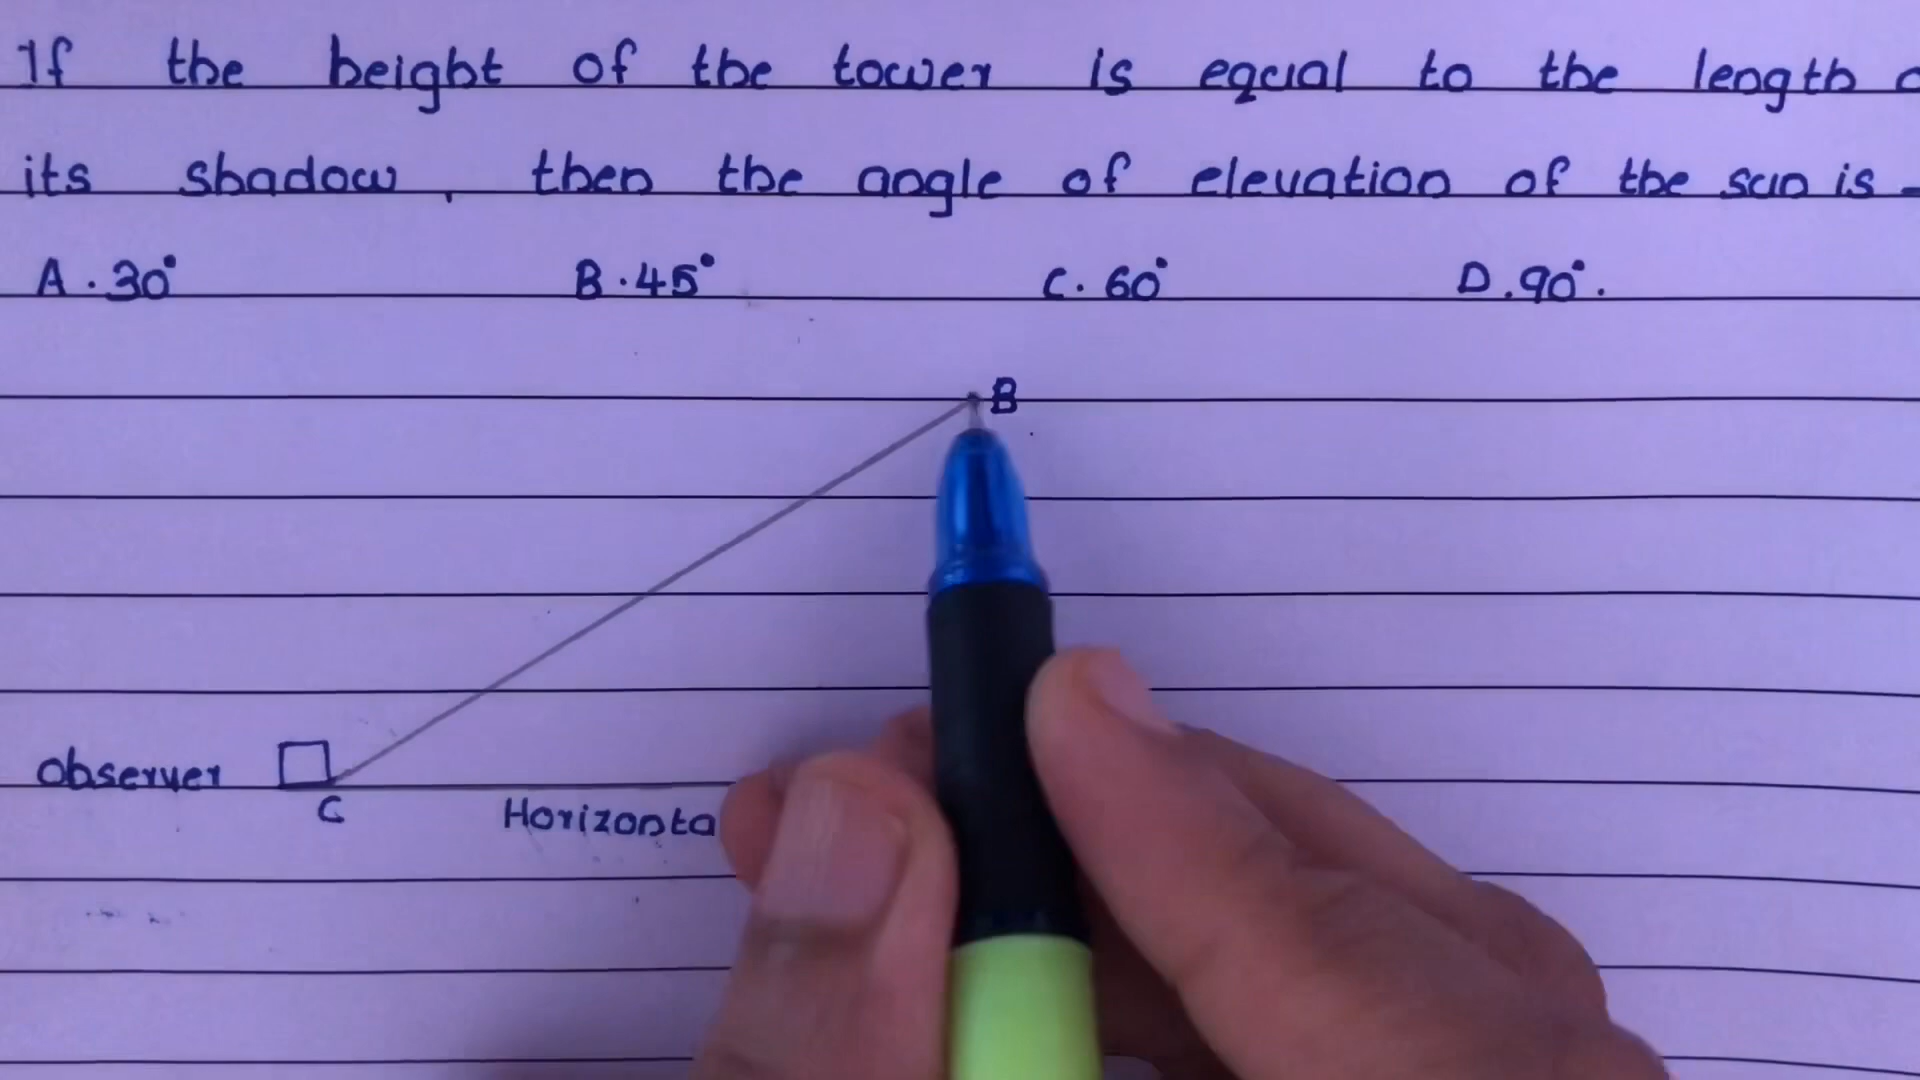 If the height of the tower is equal to the length
its shadow, then the angle of elevation of the sun is -
A. 30° B. 45° C. 60° D. 90°.
B
observer
C Horizonta